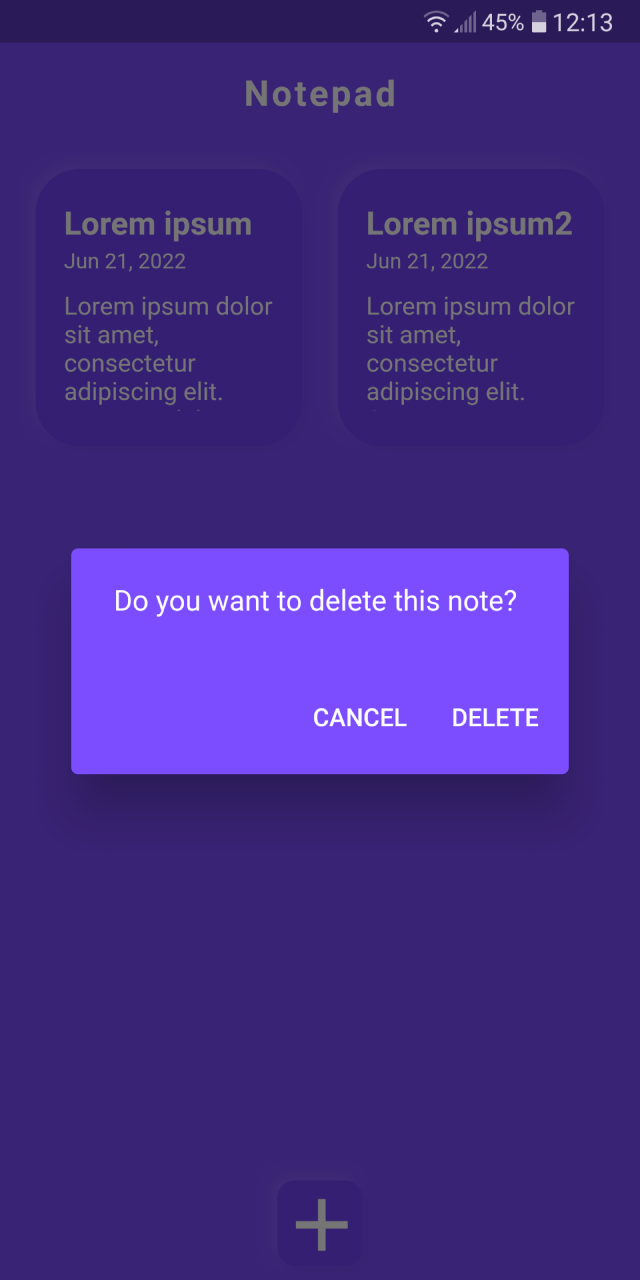 45% 12:13
Notepad
Lorem ipsum
Jun 21, 2022
Lorem ipsum dolor
sit amet,
consectetur
adipiscing elit.
Lorem ipsum2
Jun 21, 2022
Lorem ipsum dolor
sit amet,
consectetur
adipiscing elit.
Do you want to delete this note?
CANCEL DELETE